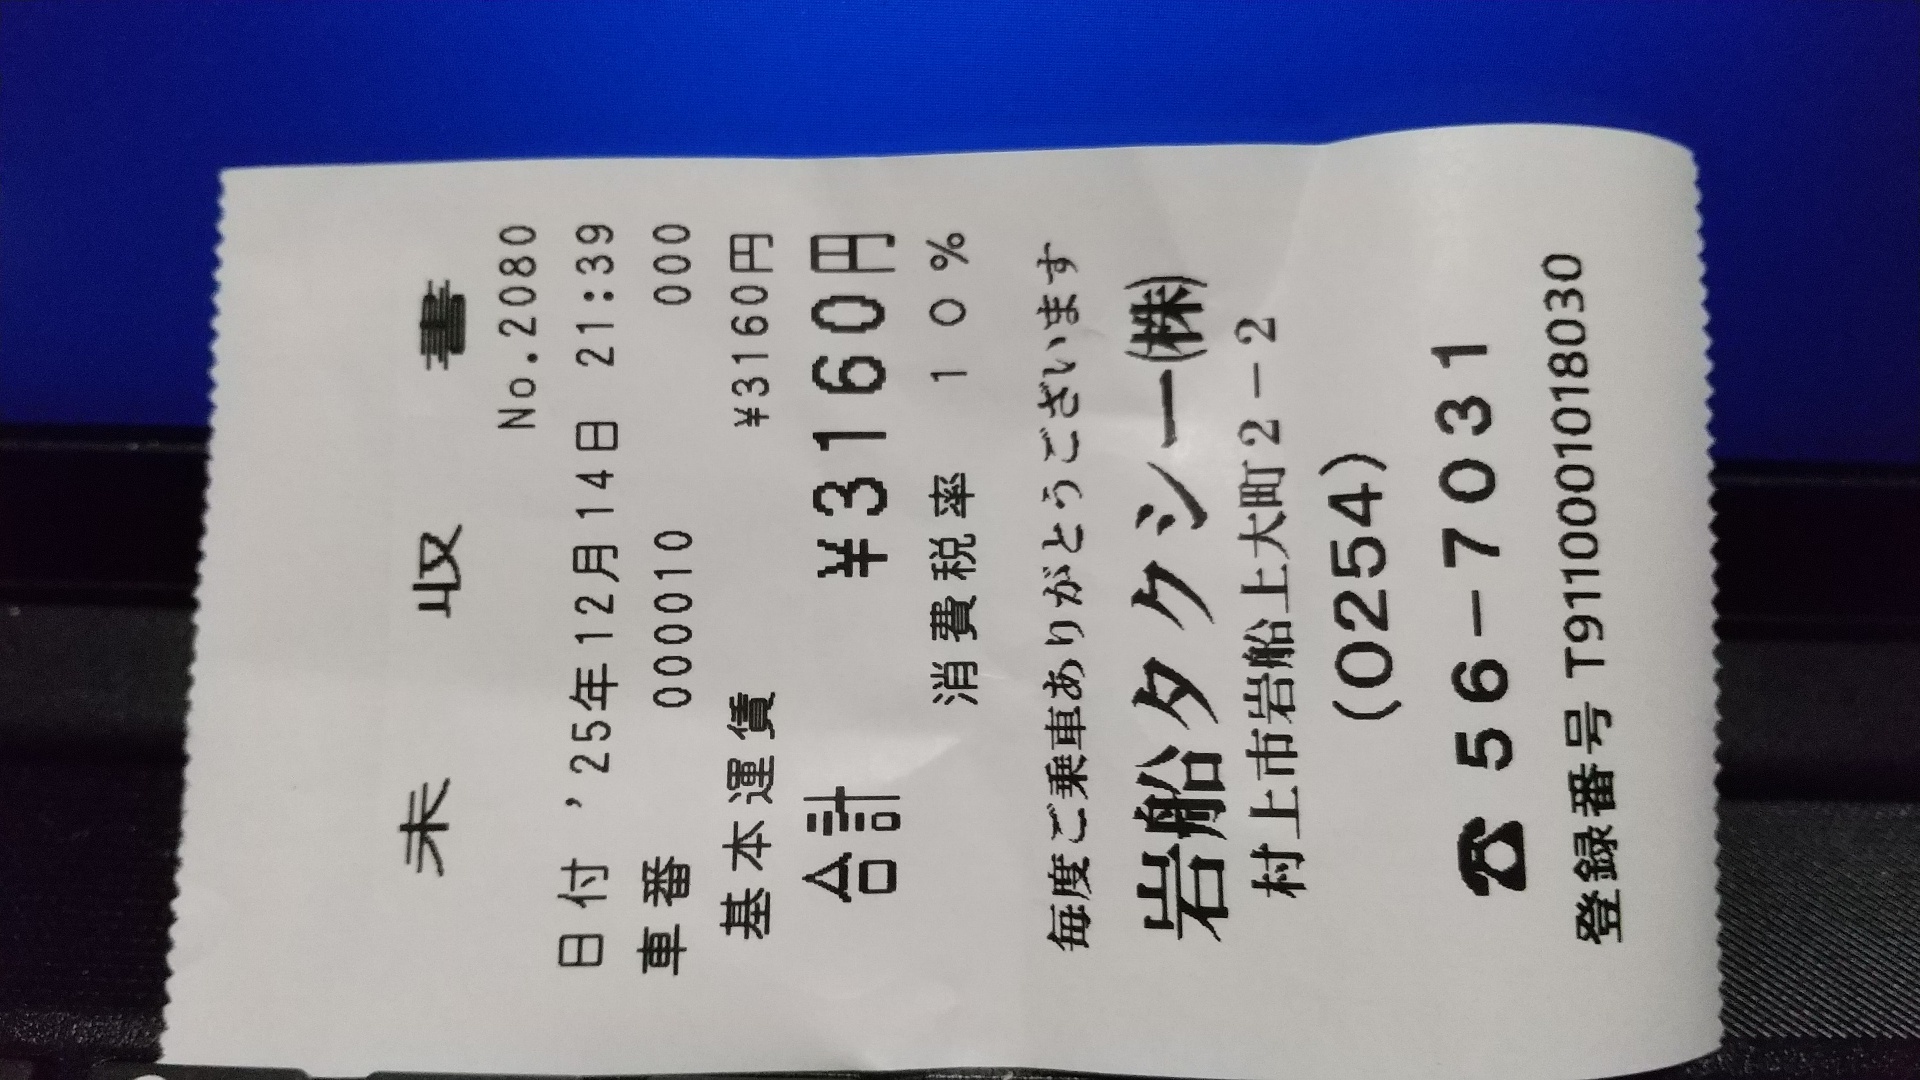 未 収 書
No.2080
日付 '25年12月14日 21:39
車番 000010 000
基本運賃 ¥3160円
合計 ¥3160円
消費税率 10%
毎度ご乗車ありがとうございます
岩船タクシー㈱
村上市岩船上大町2-2
(0254)
☎56-7031
登録番号 T9110001018030